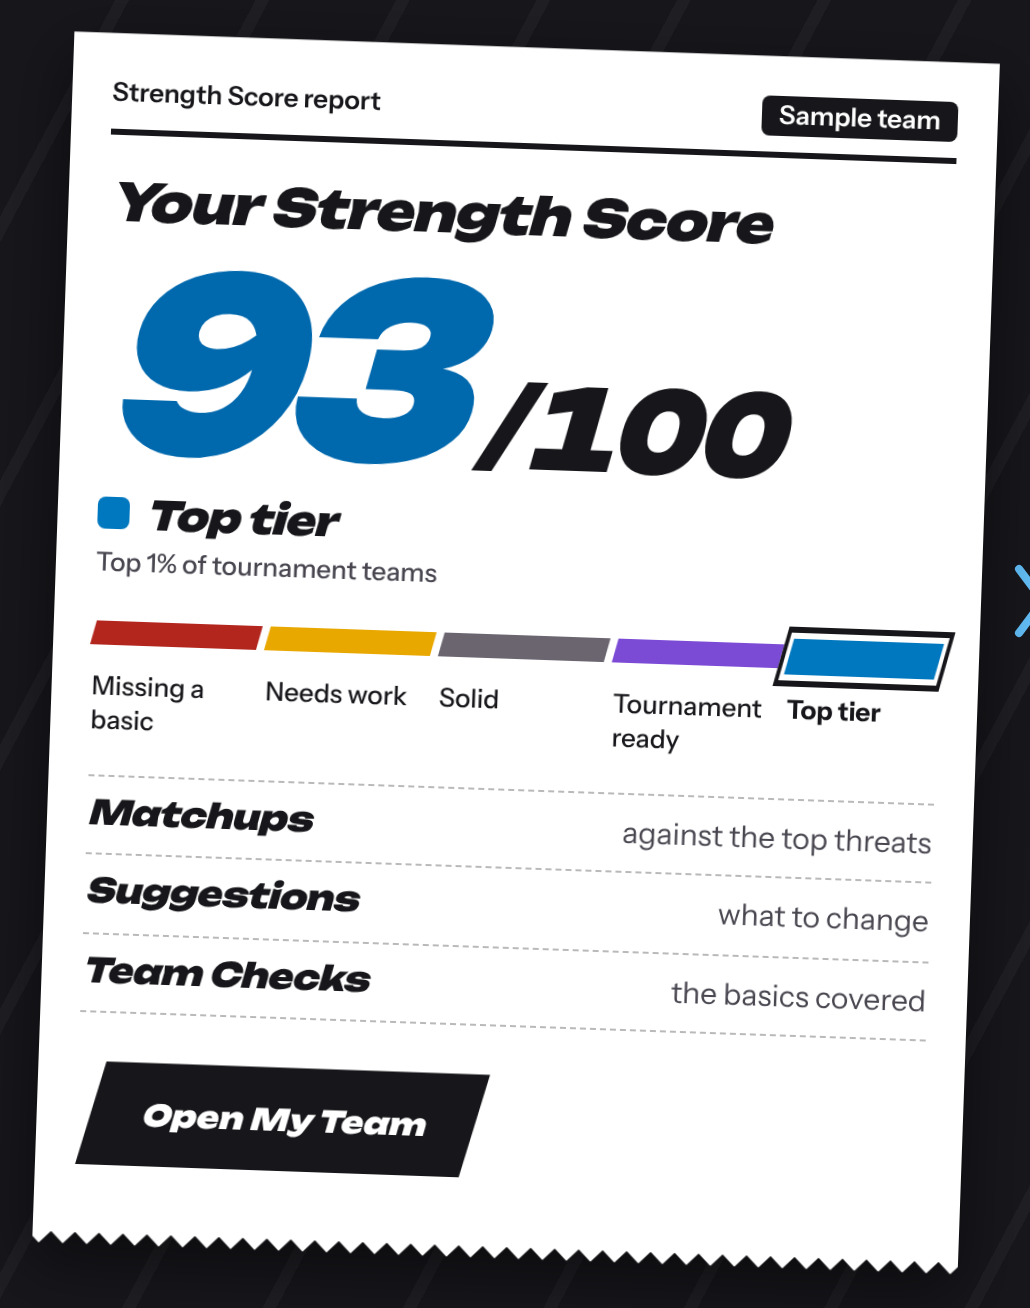 Strength Score report
Sample team
Your Strength Score
93/100
Top tier
Top 1% of tournament teams
Missing a
basic
Needs work
Solid
Tournament
ready
Top tier
Matchups
against the top threats
Suggestions
what to change
Team Checks
the basics covered
Open My Team